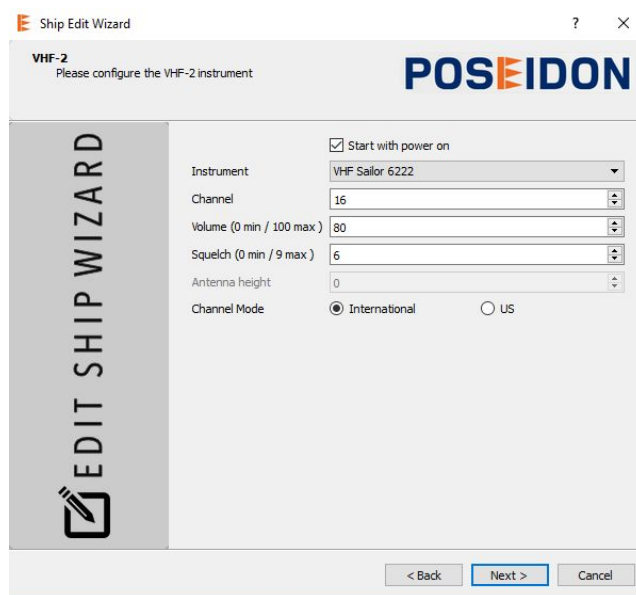 Ship Edit Wizard
VHF-2
Please configure the VHF-2 instrument
POSEIDON
EDIT SHIP WIZARD
Start with power on
Instrument VHF Sailor 6222
Channel 16
Volume (0 min / 100 max ) 80
Squelch (0 min / 9 max ) 6
Antenna height 0
Channel Mode International US
< Back Next > Cancel